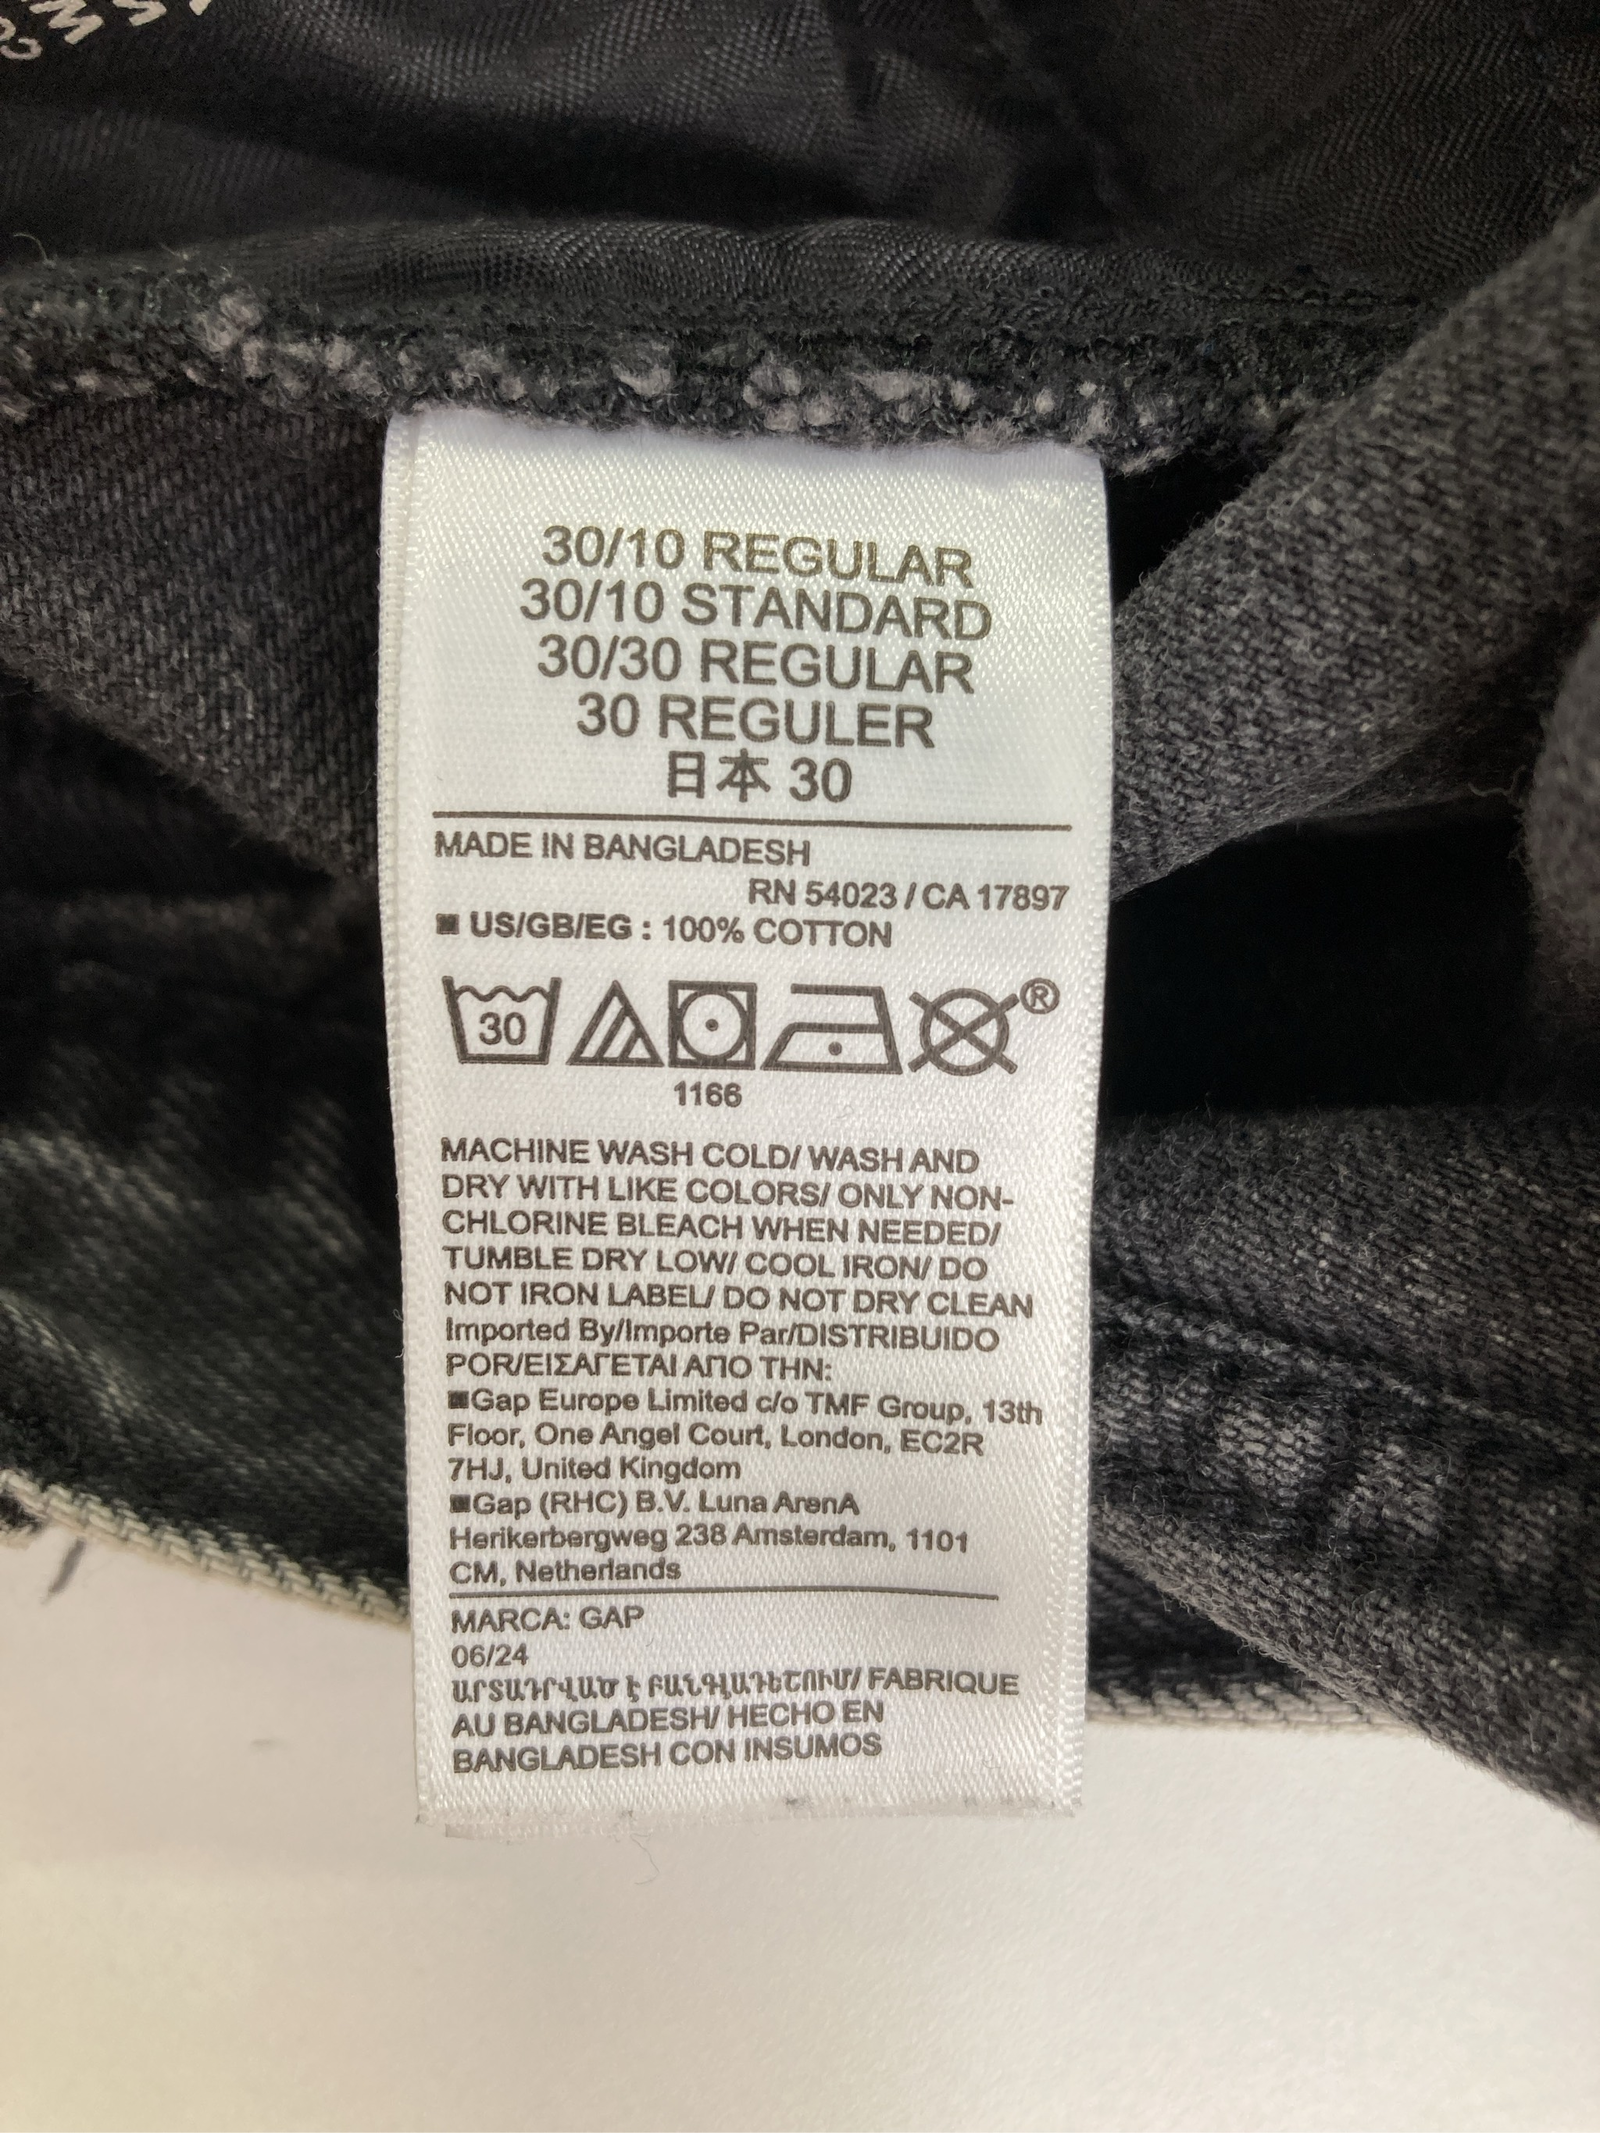 30/10 REGULAR
30/10 STANDARD
30/30 REGULAR
30 REGULER
日本 30
MADE IN BANGLADESH
RN 54023 / CA 17897
■ US/GB/EG : 100% COTTON
30
®
1166
MACHINE WASH COLD/ WASH AND
DRY WITH LIKE COLORS/ ONLY NON-
CHLORINE BLEACH WHEN NEEDED/
TUMBLE DRY LOW/ COOL IRON/ DO
NOT IRON LABEL/ DO NOT DRY CLEAN
Imported By/Importe Par/DISTRIBUIDO
POR/ΕΙΣΑΓΕΤΑΙ ΑΠΟ ΤΗΝ:
■Gap Europe Limited c/o TMF Group, 13th
Floor, One Angel Court, London, EC2R
7HJ, United Kingdom
■Gap (RHC) B.V. Luna ArenA
Herikerbergweg 238 Amsterdam, 1101
CM, Netherlands
MARCA: GAP
06/24
ԱՐՏԱԴՐՎԱԾ Է ԲԱՆԳԼԱԴԵՇՈՒՄ/ FABRIQUE
AU BANGLADESH/ HECHO EN
BANGLADESH CON INSUMOS